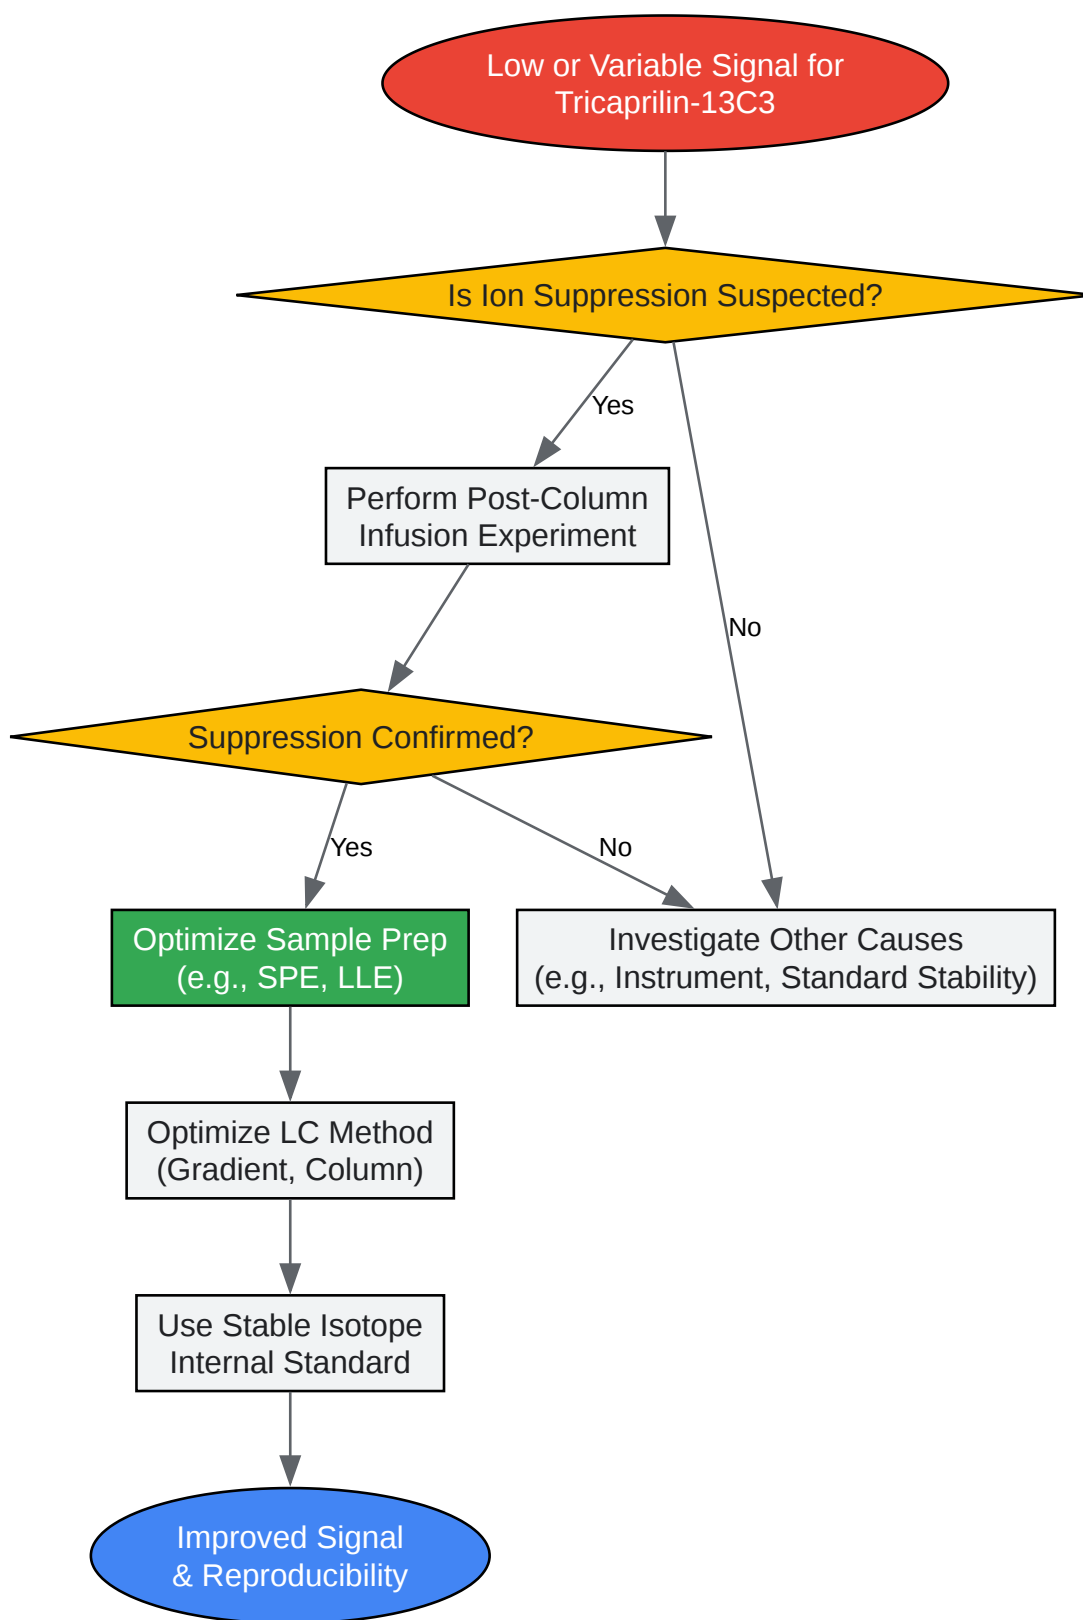 Low or Variable Signal for
Tricaprilin-13C3
Is Ion Suppression Suspected?
Yes
Perform Post-Column
Infusion Experiment
No
Suppression Confirmed?
Yes
No
Optimize Sample Prep
(e.g., SPE, LLE)
Investigate Other Causes
(e.g., Instrument, Standard Stability)
Optimize LC Method
(Gradient, Column)
Use Stable Isotope
Internal Standard
Improved Signal
& Reproducibility